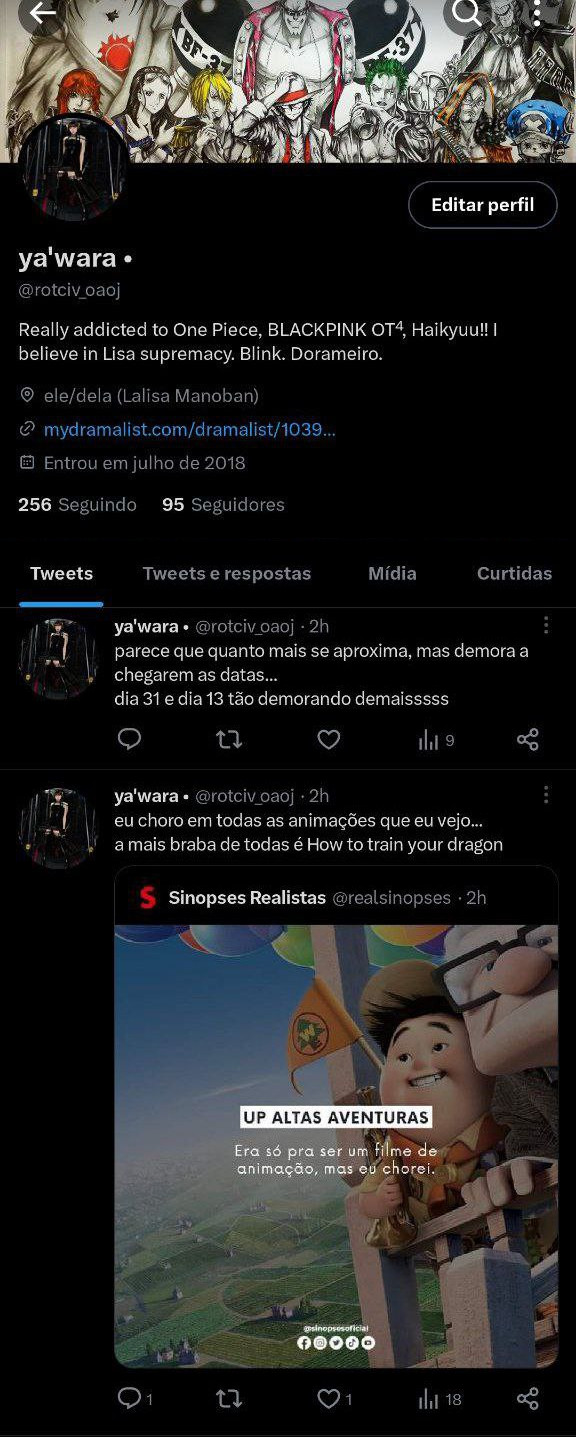 BF-37
BF-37
Editar perfil
ya'wara •
@rotciv_oaoj
Really addicted to One Piece, BLACKPINK OT⁴, Haikyuu!! I
believe in Lisa supremacy. Blink. Dorameiro.
ele/dela (Lalisa Manoban)
mydramalist.com/dramalist/1039...
Entrou em julho de 2018
256 Seguindo 95 Seguidores
Tweets Tweets e respostas Mídia Curtidas
ya'wara • @rotciv_oaoj · 2h
parece que quanto mais se aproxima, mas demora a
chegarem as datas...
dia 31 e dia 13 tão demorando demaisssss
9
ya'wara • @rotciv_oaoj · 2h
eu choro em todas as animações que eu vejo...
a mais braba de todas é How to train your dragon
S Sinopses Realistas @realsinopses · 2h
UP ALTAS AVENTURAS
Era só pra ser um filme de
animação, mas eu chorei.
@sinopsesoficial
1 1 18